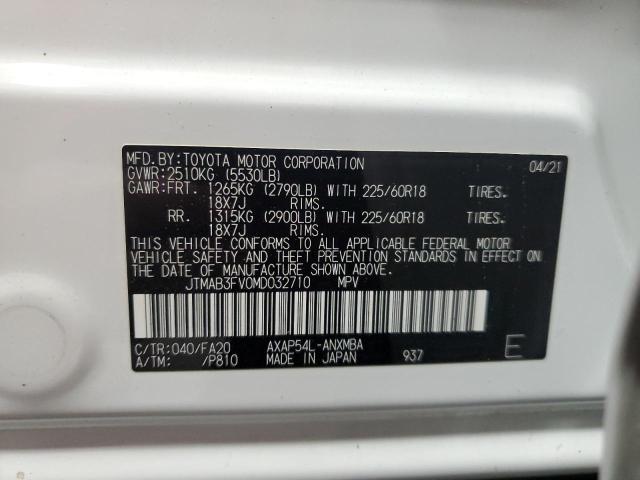 MFD.BY:TOYOTA MOTOR CORPORATION 04/21
GVWR:2510KG (5530LB)
GAWR:FRT. 1265KG (2790LB) WITH 225/60R18 TIRES.
18X7J RIMS.
RR. 1315KG (2900LB) WITH 225/60R18 TIRES.
18X7J RIMS.
THIS VEHICLE CONFORMS TO ALL APPLICABLE FEDERAL MOTOR
VEHICLE SAFETY AND THEFT PREVENTION STANDARDS IN EFFECT
ON THE DATE OF MANUFACTURE SHOWN ABOVE.
JTMAB3FV0MD032710 MPV
C/TR:040/FA20 AXAP54L-ANXMBA
A/TM: /P810 MADE IN JAPAN 937 E